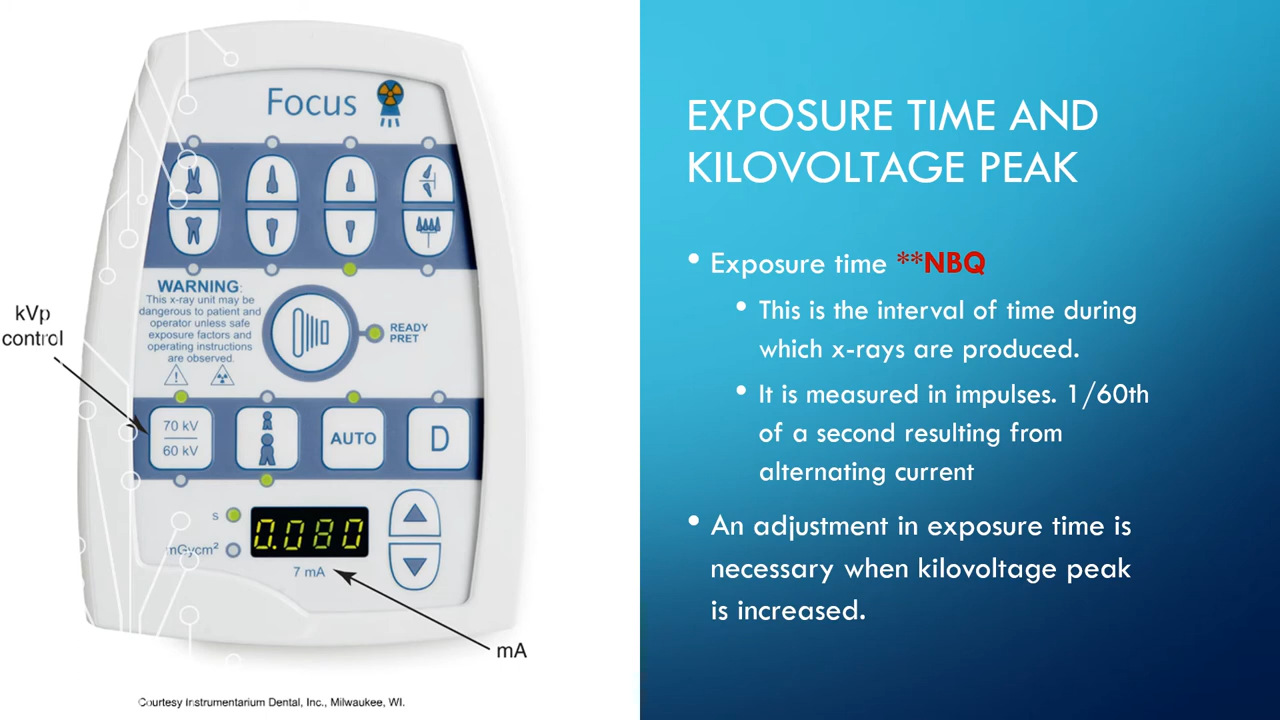 Focus
WARNING:
This x-ray unit may be
dangerous to patient and
operator unless safe
exposure factors and
operating instructions
are observed.
READY
PRET
kVp
control
70 kV
60 kV
AUTO
D
s
0.080
mGycm²
7 mA
mA
Courtesy Instrumentarium Dental, Inc., Milwaukee, WI.
EXPOSURE TIME AND
KILOVOLTAGE PEAK
• Exposure time **NBQ
• This is the interval of time during
which x-rays are produced.
• It is measured in impulses. 1/60th
of a second resulting from
alternating current
• An adjustment in exposure time is
necessary when kilovoltage peak
is increased.